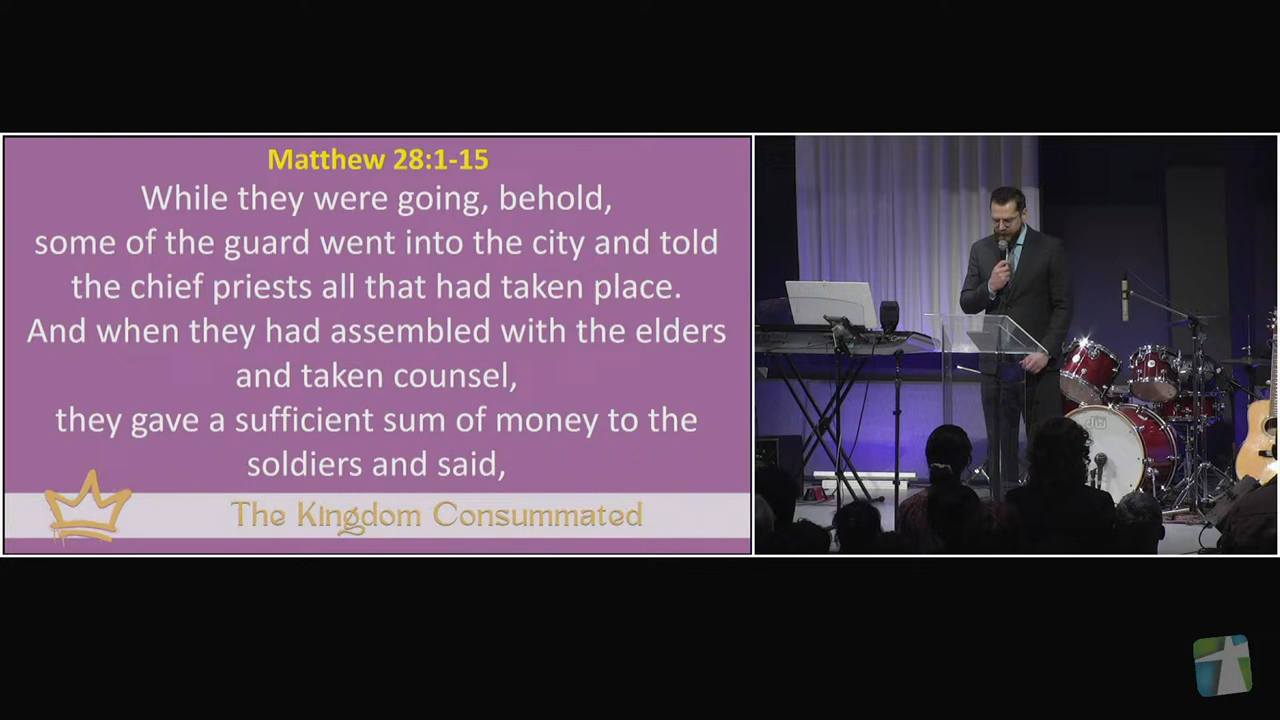 Matthew 28:1-15
While they were going, behold,
some of the guard went into the city and told
the chief priests all that had taken place.
And when they had assembled with the elders
and taken counsel,
they gave a sufficient sum of money to the
soldiers and said,
The Kingdom Consummated
dw